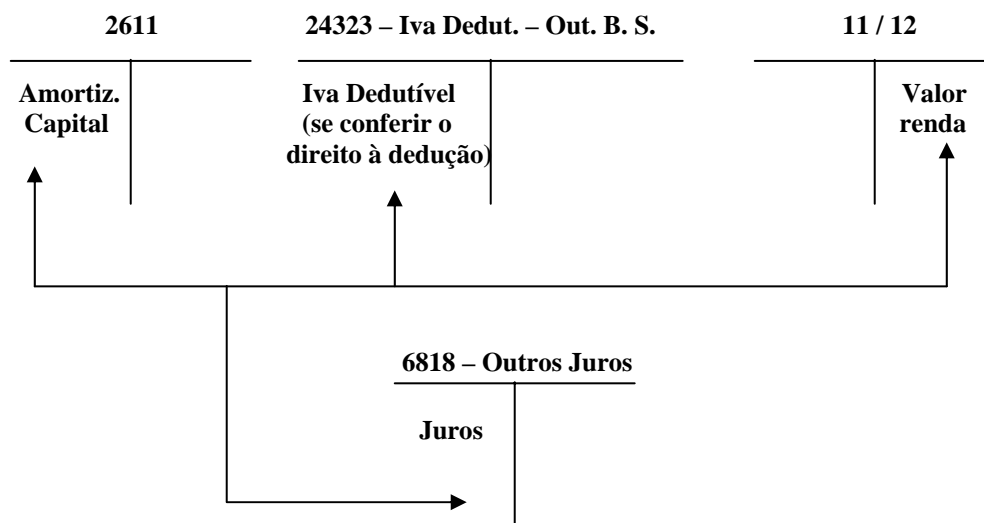 2611
24323 – Iva Dedut. – Out. B. S.
11 / 12
Amortiz.
Capital
Iva Dedutível
(se conferir o
direito à dedução)
Valor
renda
6818 – Outros Juros
Juros